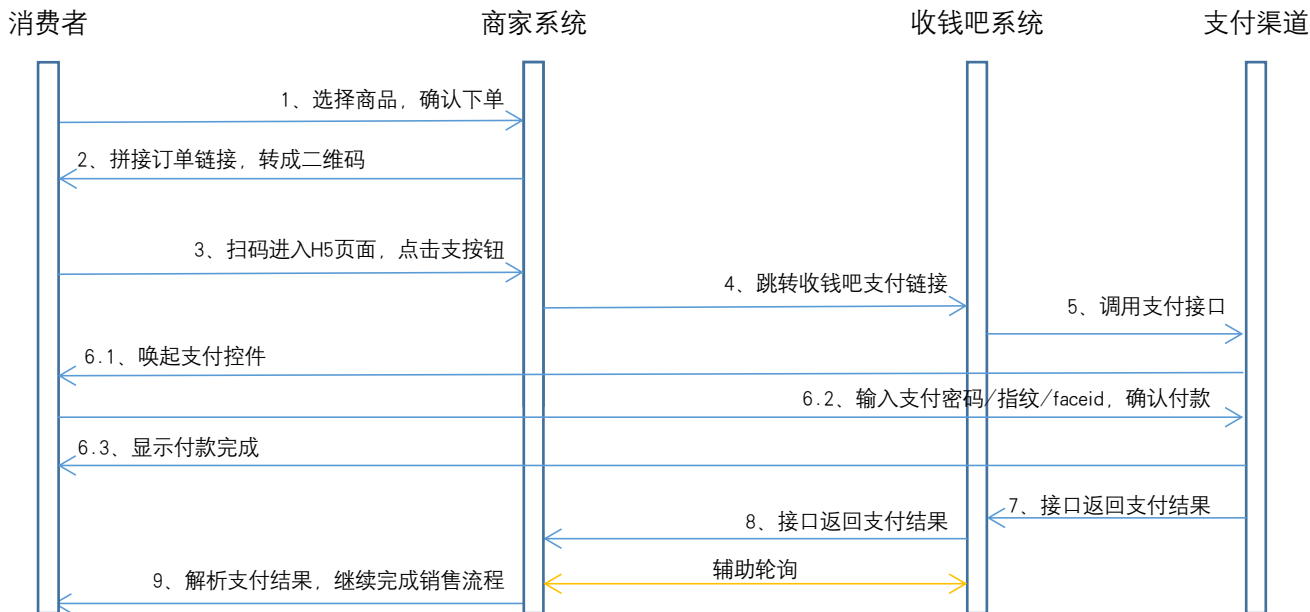 消费者
商家系统
收钱吧系统
支付渠道
1、选择商品，确认下单
2、拼接订单链接，转成二维码
3、扫码进入H5页面，点击支按钮
4、跳转收钱吧支付链接
5、调用支付接口
6.1、唤起支付控件
6.2、输入支付密码/指纹/faceid，确认付款
6.3、显示付款完成
7、接口返回支付结果
8、接口返回支付结果
辅助轮询
9、解析支付结果，继续完成销售流程